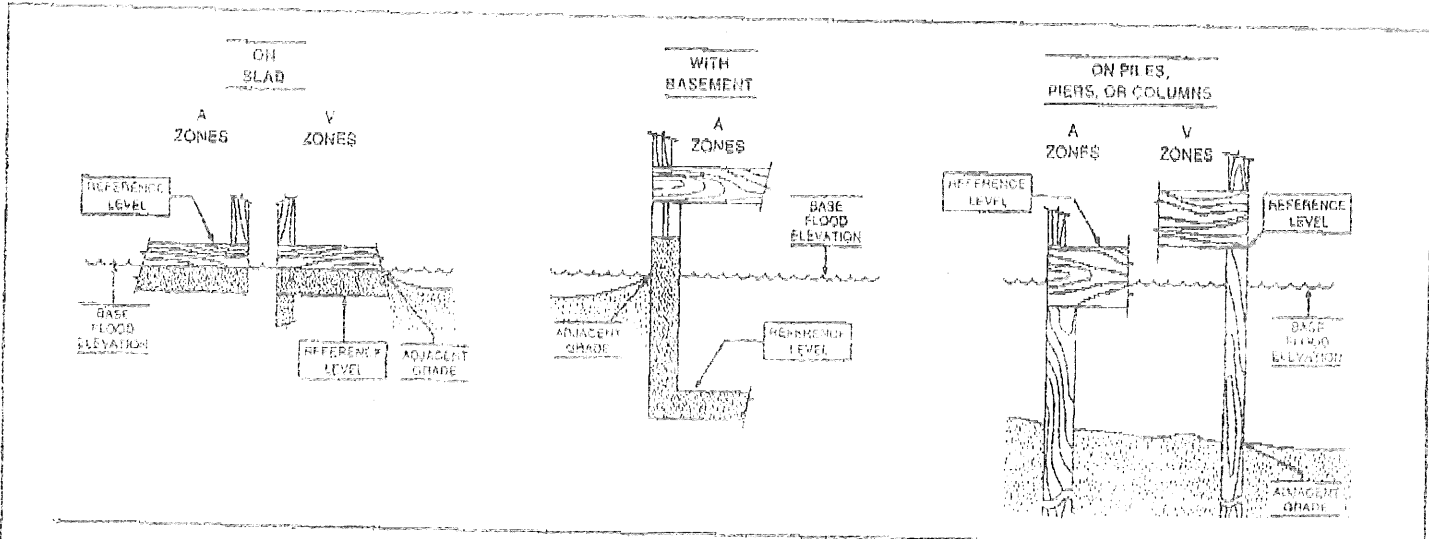 ON
SLAB
A
ZONES
V
ZONES
REFERENCE
LEVEL
BASE
FLOOD
ELEVATION
REFERENCE
LEVEL
ADJACENT
GRADE
WITH
BASEMENT
A
ZONES
BASE
FLOOD
ELEVATION
ADJACENT
GRADE
REFERENCE
LEVEL
ON PILES,
PIERS, OR COLUMNS
A
ZONES
V
ZONES
REFERENCE
LEVEL
REFERENCE
LEVEL
BASE
FLOOD
ELEVATION
ADJACENT
GRADE